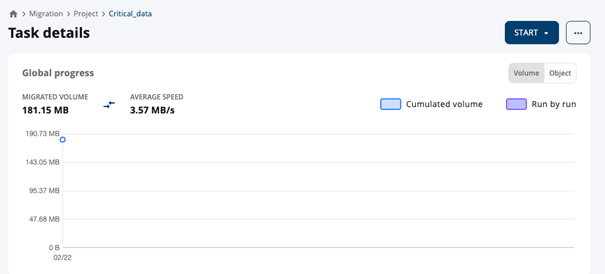 Migration > Project > Critical_data
Task details
START
Global progress
Volume Object
MIGRATED VOLUME AVERAGE SPEED
181.15 MB 3.57 MB/s
Cumulated volume Run by run
190.73 MB
143.05 MB
95.37 MB
47.68 MB
0 B
02/22